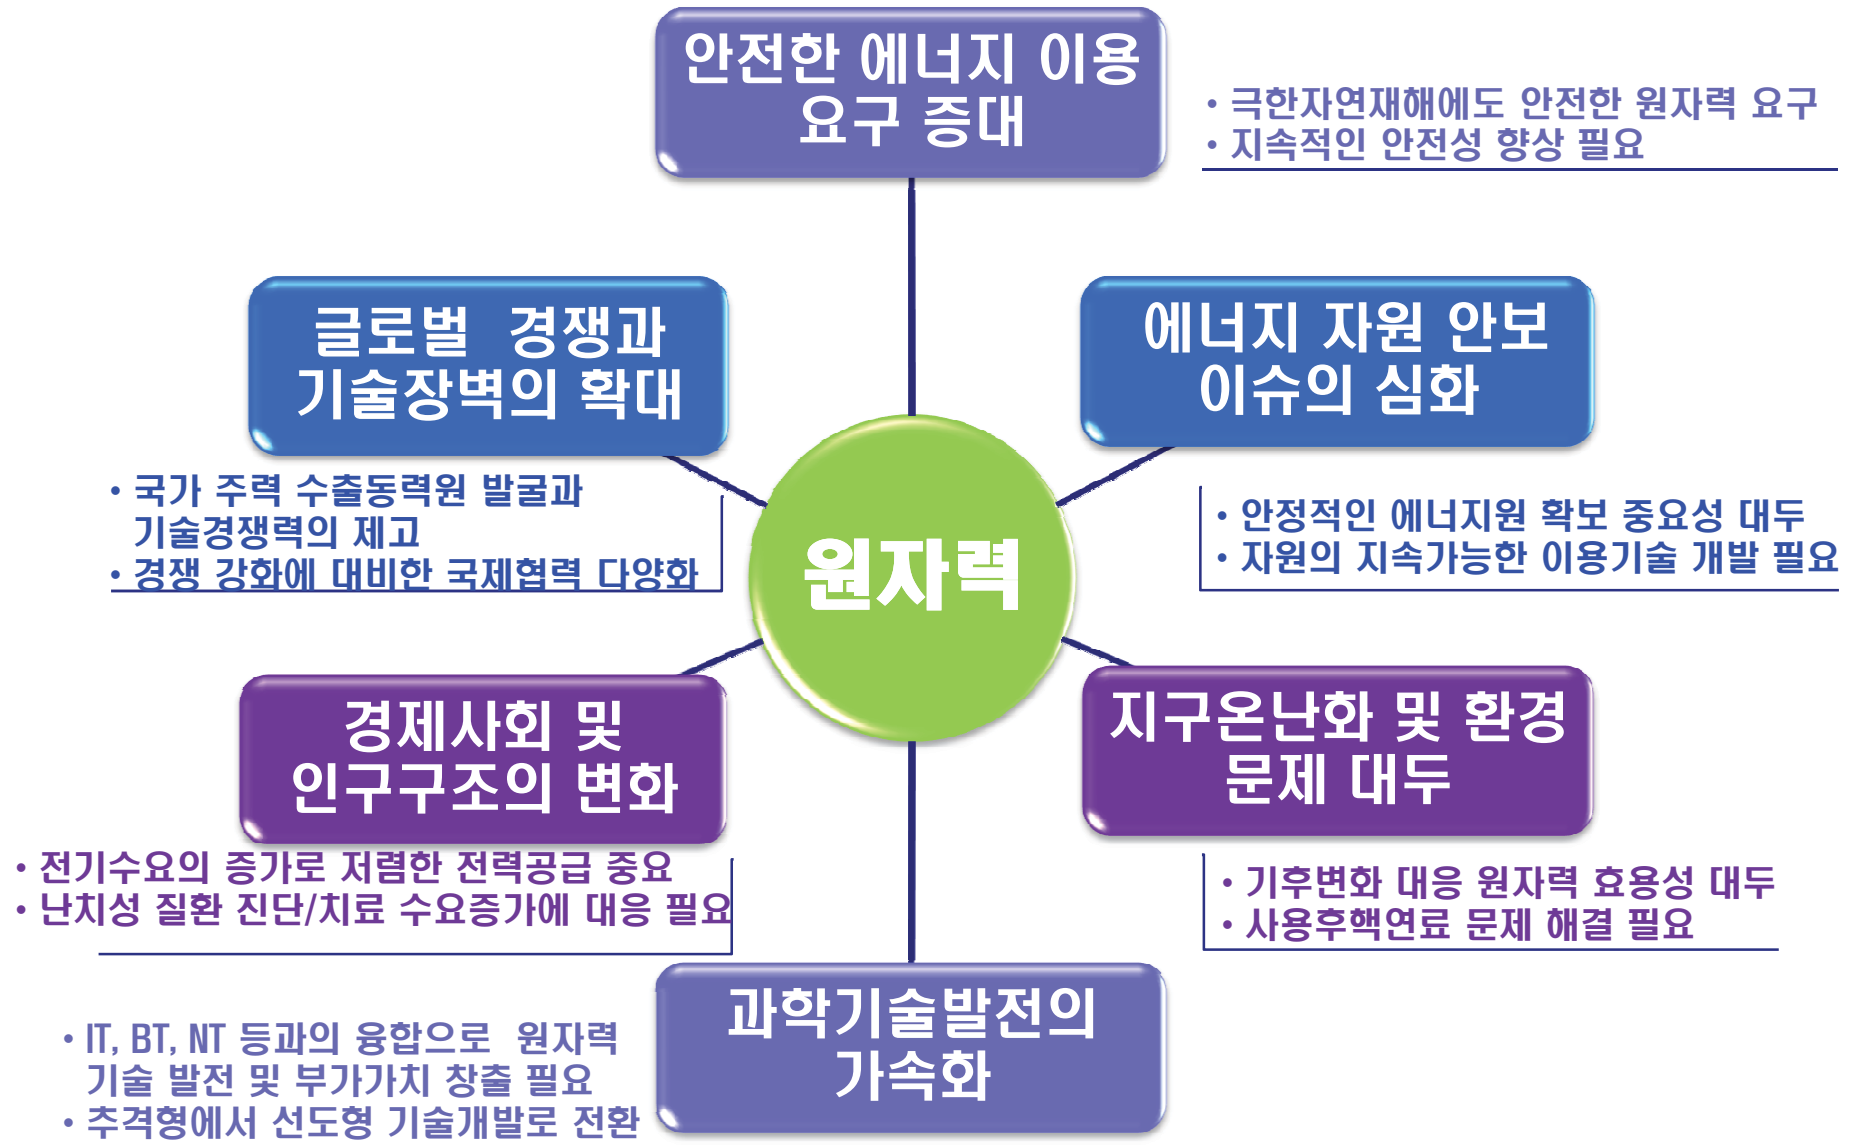 안전한 에너지 이용
요구 증대
• 극한자연재해에도 안전한 원자력 요구
• 지속적인 안전성 향상 필요
글로벌 경쟁과
기술장벽의 확대
• 국가 주력 수출동력원 발굴과
기술경쟁력의 제고
• 경쟁 강화에 대비한 국제협력 다양화
에너지 자원 안보
이슈의 심화
• 안정적인 에너지원 확보 중요성 대두
• 자원의 지속가능한 이용기술 개발 필요
원자력
경제사회 및
인구구조의 변화
• 전기수요의 증가로 저렴한 전력공급 중요
• 난치성 질환 진단/치료 수요증가에 대응 필요
지구온난화 및 환경
문제 대두
• 기후변화 대응 원자력 효용성 대두
• 사용후핵연료 문제 해결 필요
과학기술발전의
가속화
• IT, BT, NT 등과의 융합으로 원자력
기술 발전 및 부가가치 창출 필요
• 추격형에서 선도형 기술개발로 전환